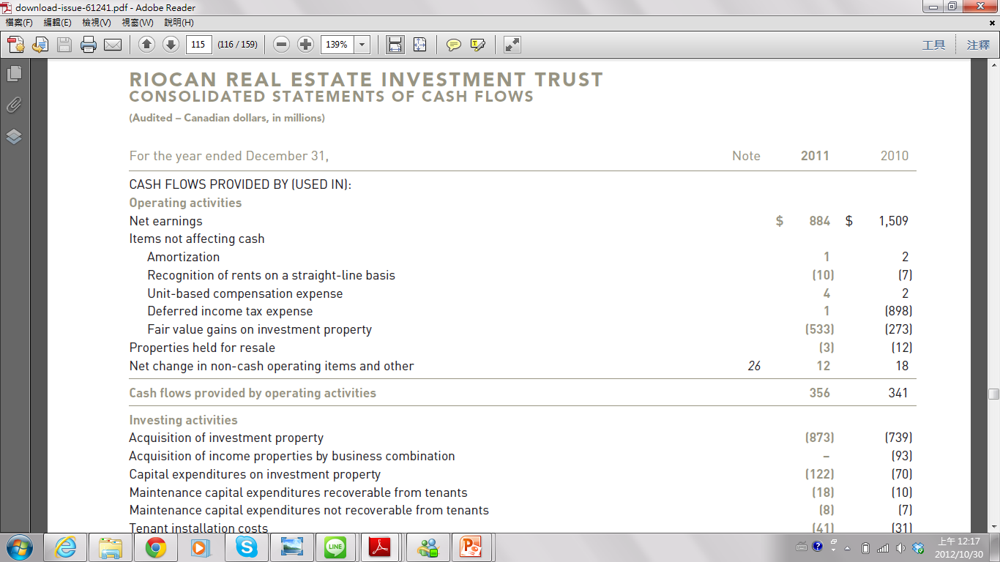 download-issue-61241.pdf - Adobe Reader
檔案(F) 編輯(E) 檢視(V) 視窗(W) 說明(H)
115 (116 / 159) 139% 工具 注釋
RIOCAN REAL ESTATE INVESTMENT TRUST
CONSOLIDATED STATEMENTS OF CASH FLOWS
(Audited – Canadian dollars, in millions)
For the year ended December 31, Note 2011 2010
CASH FLOWS PROVIDED BY (USED IN):
Operating activities
Net earnings $ 884 $ 1,509
Items not affecting cash
Amortization 1 2
Recognition of rents on a straight-line basis (10) (7)
Unit-based compensation expense 4 2
Deferred income tax expense 1 (898)
Fair value gains on investment property (533) (273)
Properties held for resale (3) (12)
Net change in non-cash operating items and other 26 12 18
Cash flows provided by operating activities 356 341
Investing activities
Acquisition of investment property (873) (739)
Acquisition of income properties by business combination – (93)
Capital expenditures on investment property (122) (70)
Maintenance capital expenditures recoverable from tenants (18) (10)
Maintenance capital expenditures not recoverable from tenants (8) (7)
Tenant installation costs (41) (31)
LINE
上午 12:17
2012/10/30